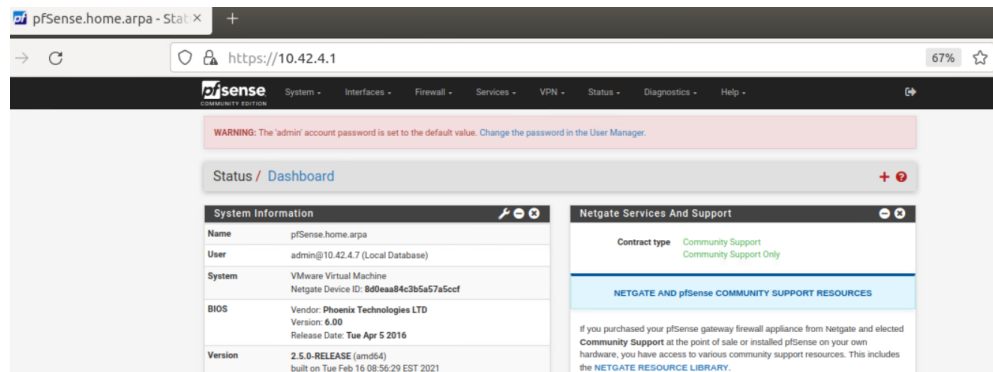 pfSense.home.arpa - Stat
https://10.42.4.1
67%
pfsense
COMMUNITY EDITION
System
Interfaces
Firewall
Services
VPN
Status
Diagnostics
Help
WARNING: The 'admin' account password is set to the default value. Change the password in the User Manager.
Status / Dashboard
System Information
Name pfSense.home.arpa
User admin@10.42.4.7 (Local Database)
System VMware Virtual Machine
Netgate Device ID: 8d0eaa84c3b5a57a5ccf
BIOS Vendor: Phoenix Technologies LTD
Version: 6.00
Release Date: Tue Apr 5 2016
Version 2.5.0-RELEASE (amd64)
built on Tue Feb 16 08:56:29 EST 2021
Netgate Services And Support
Contract type Community Support
Community Support Only
NETGATE AND pfSense COMMUNITY SUPPORT RESOURCES
If you purchased your pfSense gateway firewall appliance from Netgate and elected
Community Support at the point of sale or installed pfSense on your own
hardware, you have access to various community support resources. This includes
the NETGATE RESOURCE LIBRARY.